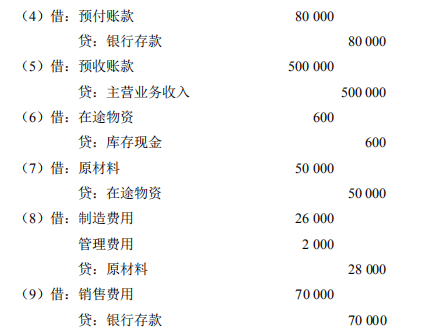 （4）借：预付账款 80 000
贷：银行存款 80 000
（5）借：预收账款 500 000
贷：主营业务收入 500 000
（6）借：在途物资 600
贷：库存现金 600
（7）借：原材料 50 000
贷：在途物资 50 000
（8）借：制造费用 26 000
管理费用 2 000
贷：原材料 28 000
（9）借：销售费用 70 000
贷：银行存款 70 000